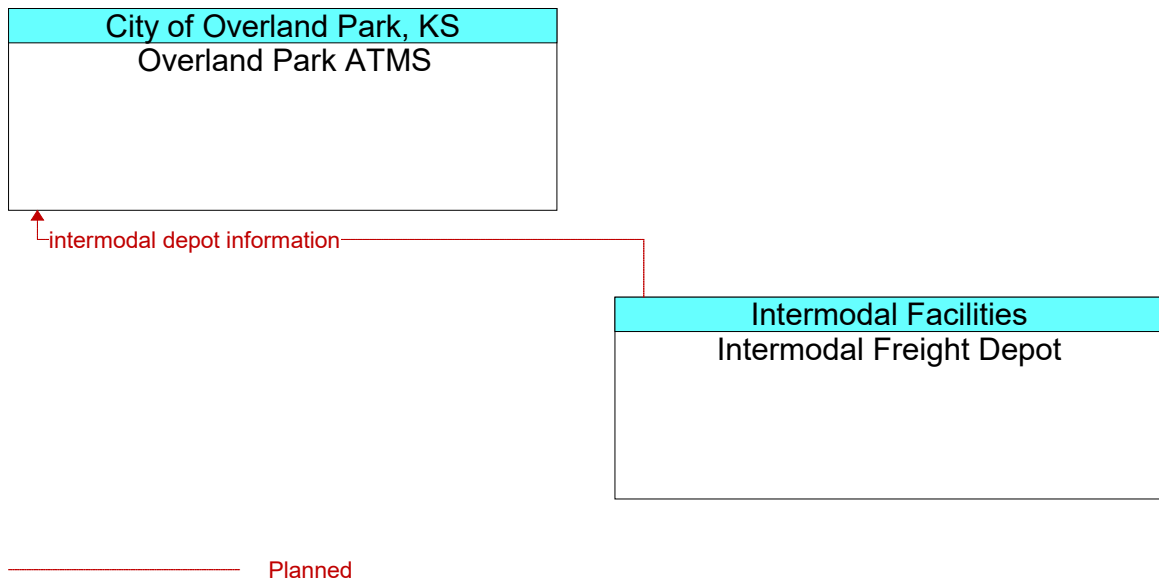 City of Overland Park, KS
Overland Park ATMS
intermodal depot information
Intermodal Facilities
Intermodal Freight Depot
Planned